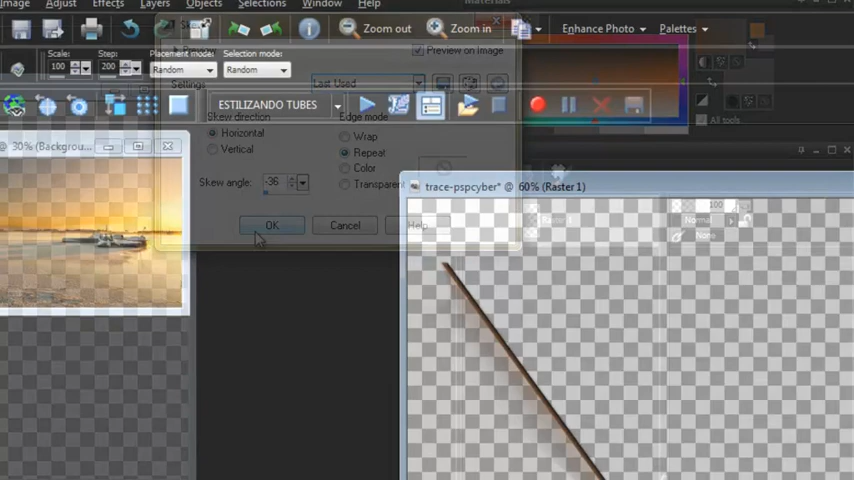 Image Adjust Effects Layers Objects Selections Window Help
Materials
Zoom out Zoom in Enhance Photo Palettes
Scale: Step: Placement mode: Selection mode:
100 200 Random Random
Preview on Image
All tools
Settings
Last Used
ESTILIZANDO TUBES
Skew direction
Horizontal
Vertical
Edge mode
Wrap
Repeat
Color
Transparent
Skew angle: -36
OK Cancel Help
@ 30% (Backgrou...
trace-pspcyber* @ 60% (Raster 1)
100
Normal
None